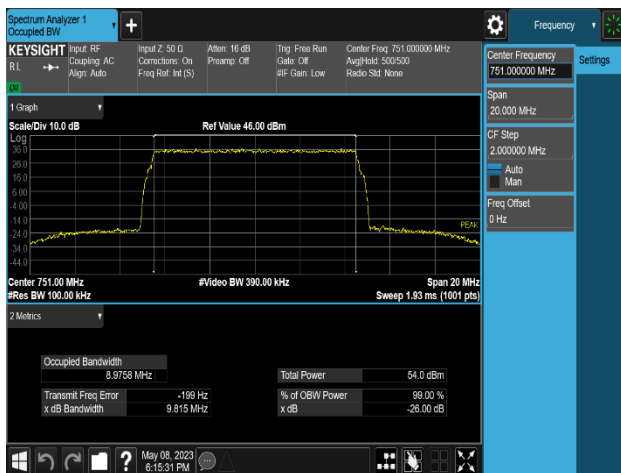 Spectrum Analyzer 1
Occupied BW
+
Frequency
KEYSIGHT
R L
LW
Input: RF
Coupling: AC
Align: Auto
Input Z: 50 Ω
Corrections: On
Freq Ref: Int (S)
Atten: 16 dB
Preamp: Off
Trig: Free Run
Gate: Off
#IF Gain: Low
Center Freq: 751.000000 MHz
Avg|Hold: 500/500
Radio Std: None
Center Frequency
751.000000 MHz
Settings
Span
20.000 MHz
CF Step
2.000000 MHz
Auto
Man
Freq Offset
0 Hz
1 Graph
Scale/Div 10.0 dB
Ref Value 46.00 dBm
Log
36.0
26.0
16.0
6.00
-4.00
-14.0
-24.0
-34.0
-44.0
PEAK
Center 751.00 MHz
#Video BW 390.00 kHz
Span 20 MHz
#Res BW 100.00 kHz
Sweep 1.93 ms (1001 pts)
2 Metrics
Occupied Bandwidth
8.9758 MHz
Total Power 54.0 dBm
Transmit Freq Error -199 Hz
% of OBW Power 99.00 %
x dB Bandwidth 9.815 MHz
x dB -26.00 dB
?
May 08, 2023
6:15:31 PM